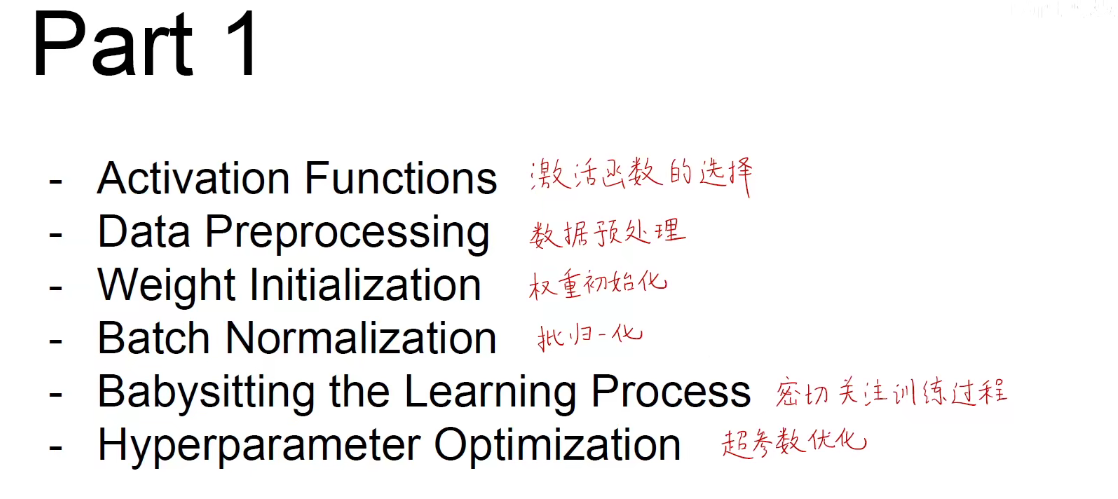 Part 1
- Activation Functions 激活函数的选择
- Data Preprocessing 数据预处理
- Weight Initialization 权重初始化
- Batch Normalization 批归一化
- Babysitting the Learning Process 密切关注训练过程
- Hyperparameter Optimization 超参数优化